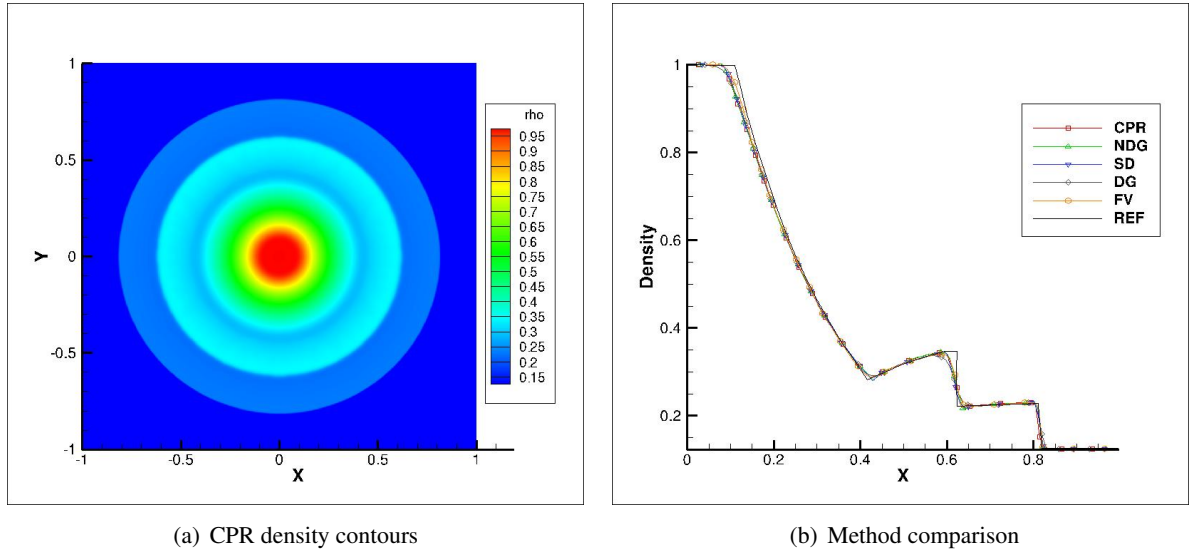 Y
1
0.5
0
-0.5
-1
-1
-0.5
0
0.5
1
X
rho
0.95
0.9
0.85
0.8
0.75
0.7
0.65
0.6
0.55
0.5
0.45
0.4
0.35
0.3
0.25
0.2
0.15
(a) CPR density contours
Density
1
0.8
0.6
0.4
0.2
0
0.2
0.4
0.6
0.8
X
CPR
NDG
SD
DG
FV
REF
(b) Method comparison